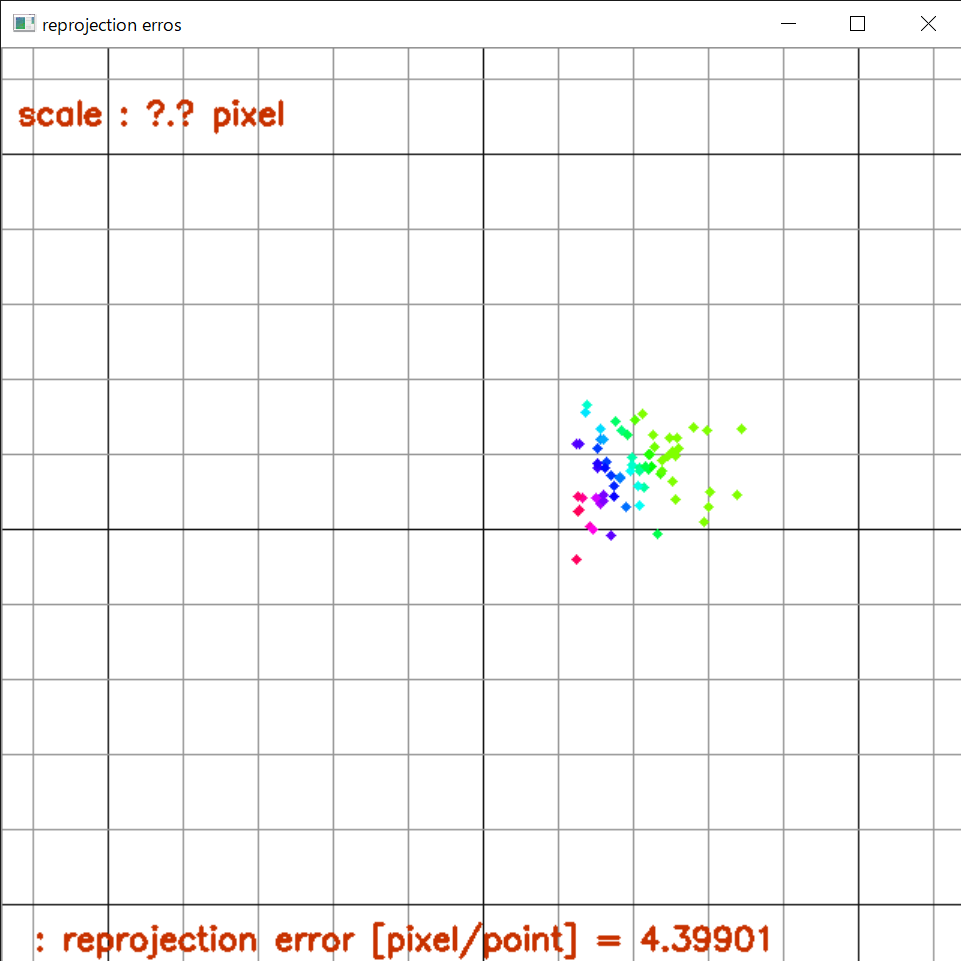 reprojection erros
scale : ?.? pixel
: reprojection error [pixel/point] = 4.39901